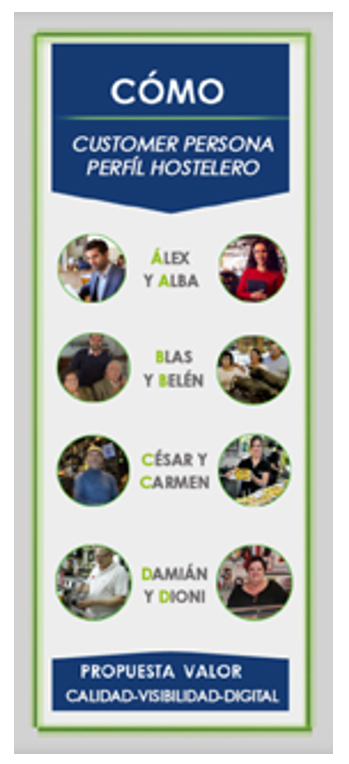 CÓMO
CUSTOMER PERSONA
PERFÍL HOSTELERO
ÁLEX
Y ALBA
BLAS
Y BELÉN
CÉSAR Y
CARMEN
DAMIÁN
Y DIONI
PROPUESTA VALOR
CALIDAD-VISIBILIDAD-DIGITAL